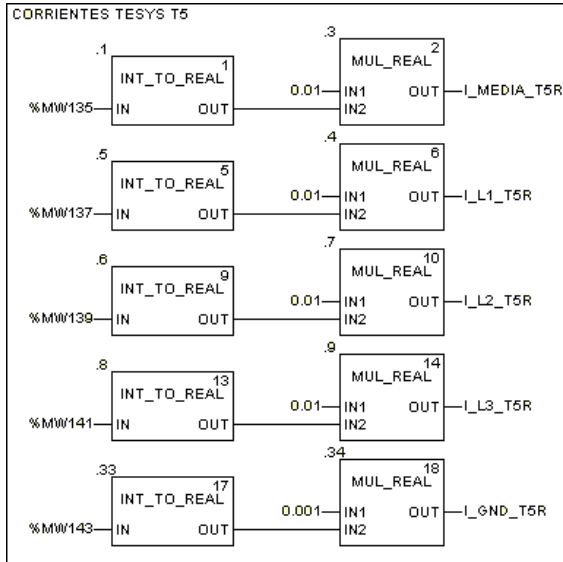 CORRIENTES TESYS T5
.1 .3
1 2
INT_TO_REAL MUL_REAL
0.01 IN1 OUT I_MEDIA_T5R
%MW135 IN OUT IN2
.5 .4
5 6
INT_TO_REAL MUL_REAL
0.01 IN1 OUT I_L1_T5R
%MW137 IN OUT IN2
.6 .7
9 10
INT_TO_REAL MUL_REAL
0.01 IN1 OUT I_L2_T5R
%MW139 IN OUT IN2
.8 .9
13 14
INT_TO_REAL MUL_REAL
0.01 IN1 OUT I_L3_T5R
%MW141 IN OUT IN2
.33 .34
17 18
INT_TO_REAL MUL_REAL
0.001 IN1 OUT I_GND_T5R
%MW143 IN OUT IN2